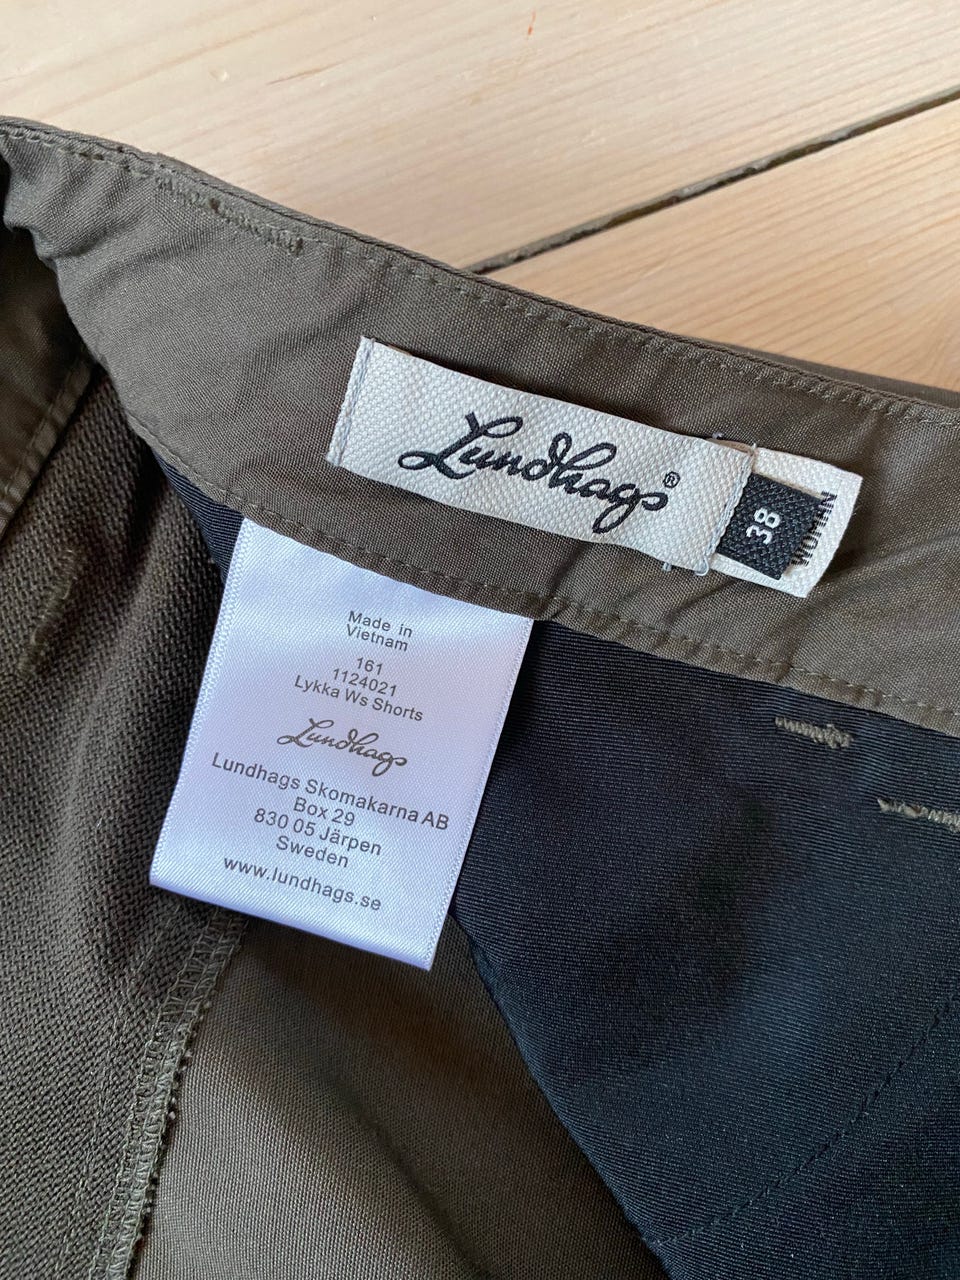 Lundhags®
38
WOMAN
Made in
Vietnam
161
1124021
Lykka Ws Shorts
Lundhags
Lundhags Skomakarna AB
Box 29
830 05 Järpen
Sweden
www.lundhags.se